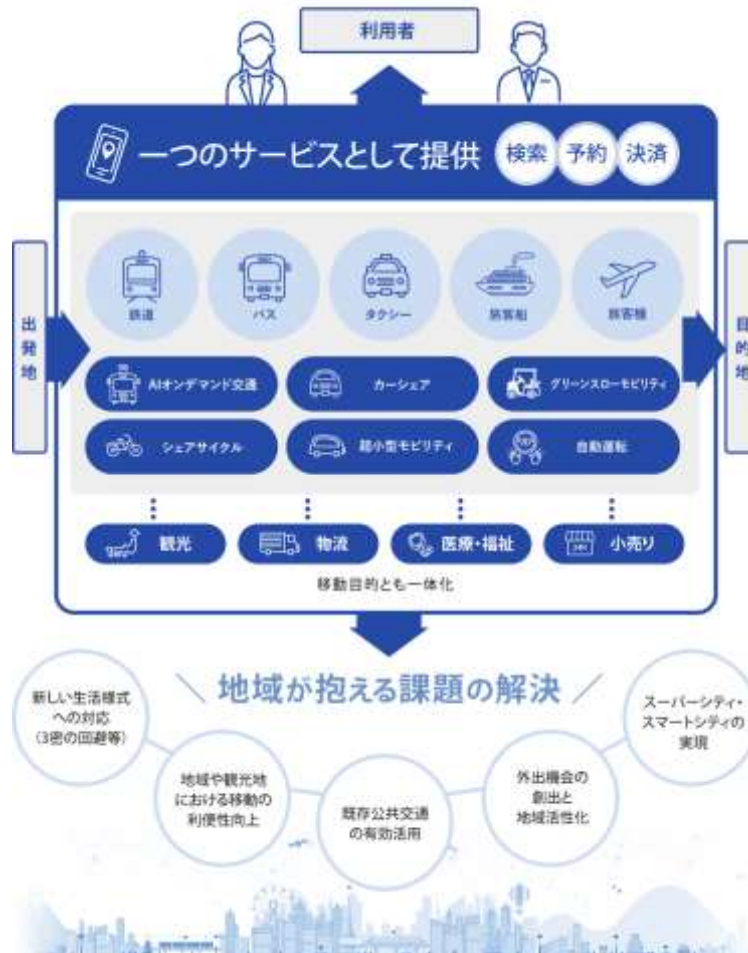 利用者
一つのサービスとして提供 検索 予約 決済
出発地
目的地
鉄道 バス タクシー 旅客船 旅客機
AIオンデマンド交通 カーシェア グリーンスローモビリティ
シェアサイクル 超小型モビリティ 自動運転
観光 物流 医療・福祉 小売り
移動目的とも一体化
地域が抱える課題の解決
新しい生活様式
への対応
(3密の回避等)
地域や観光地
における移動の
利便性向上
既存公共交通
の有効活用
外出機会の
創出と
地域活性化
スーパーシティ・
スマートシティの
実現